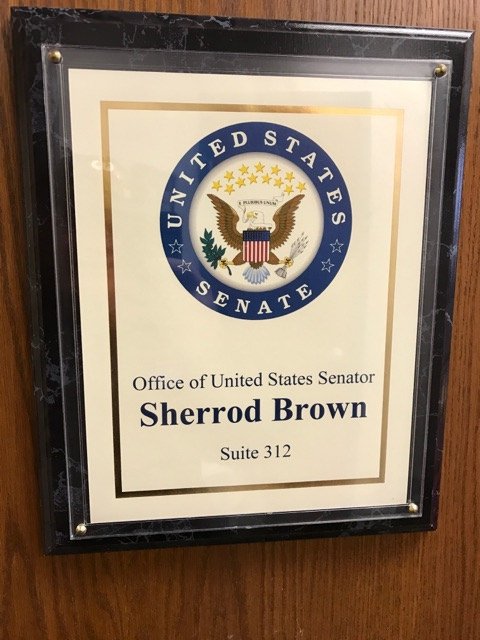 UNITED STATES
E PLURIBUS UNUM
SENATE
Office of United States Senator
Sherrod Brown
Suite 312